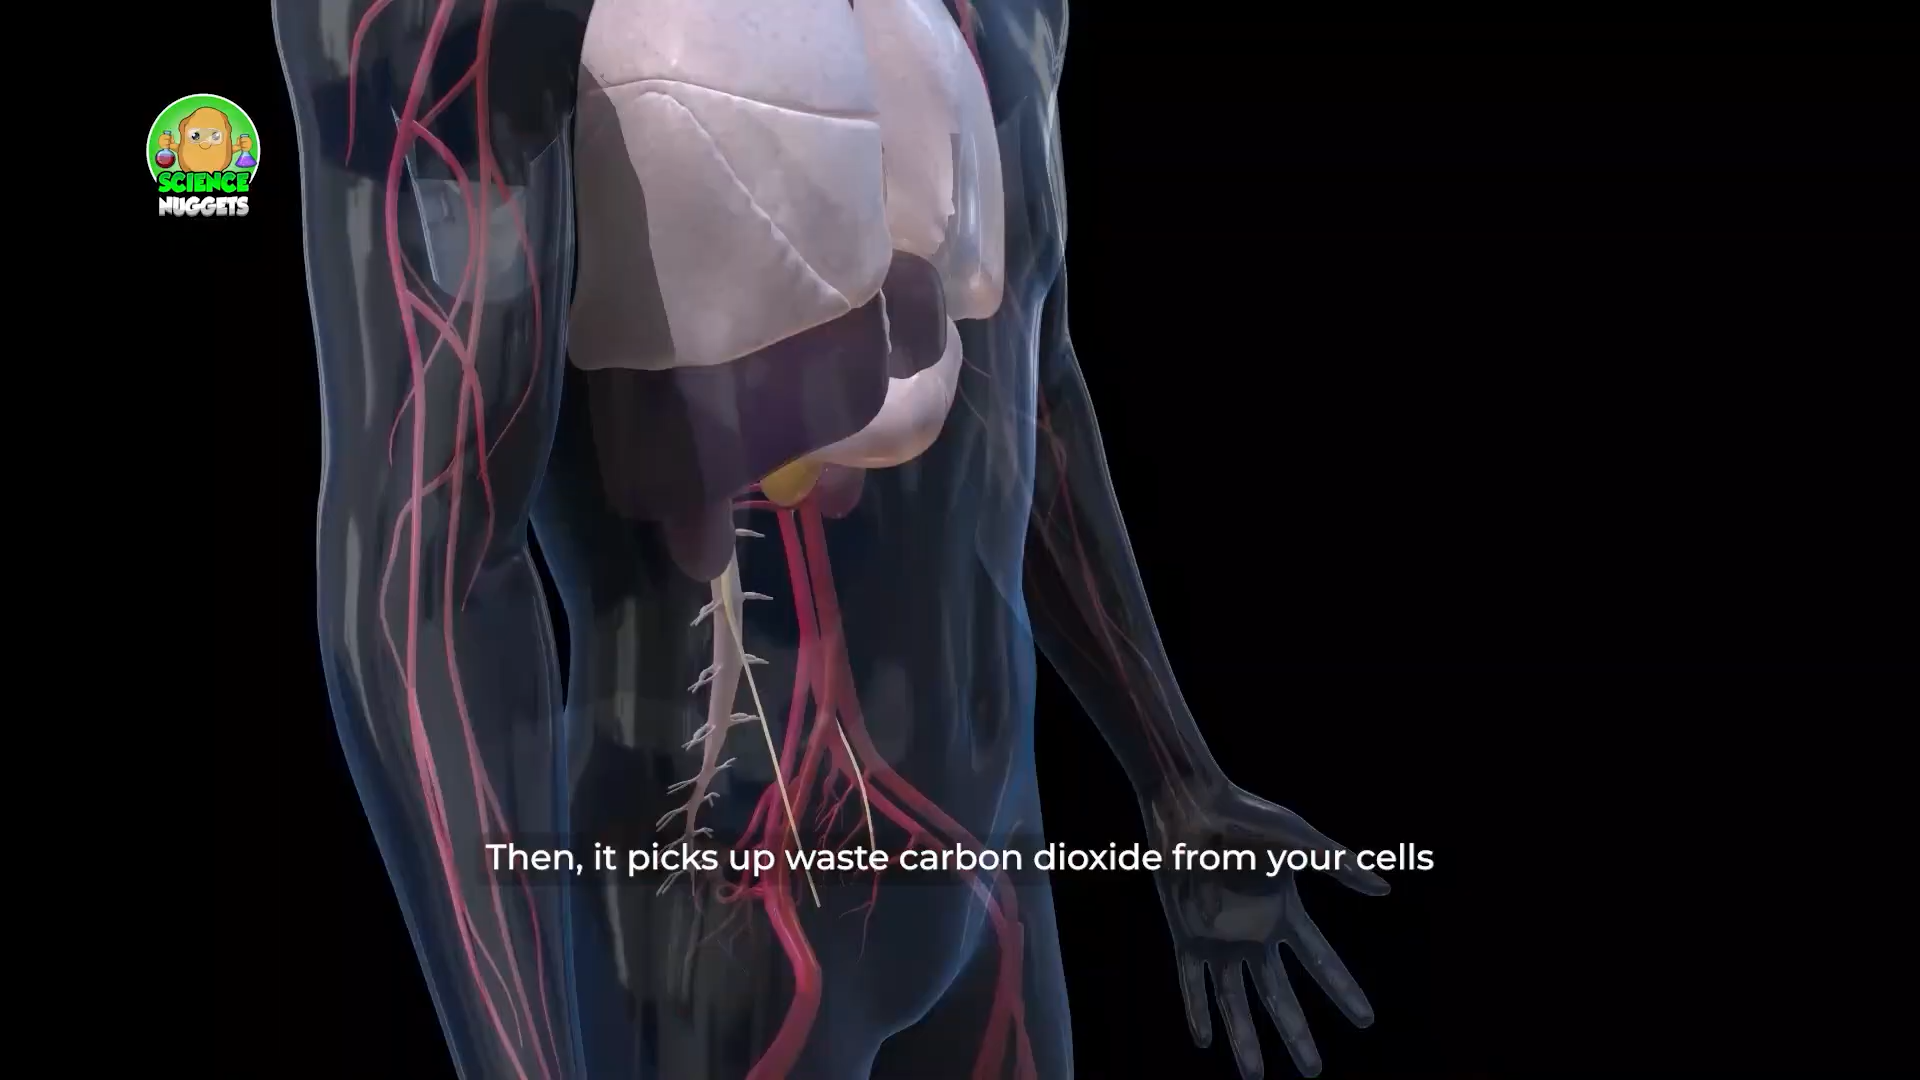 SCIENCE
NUGGETS
Then, it picks up waste carbon dioxide from your cells